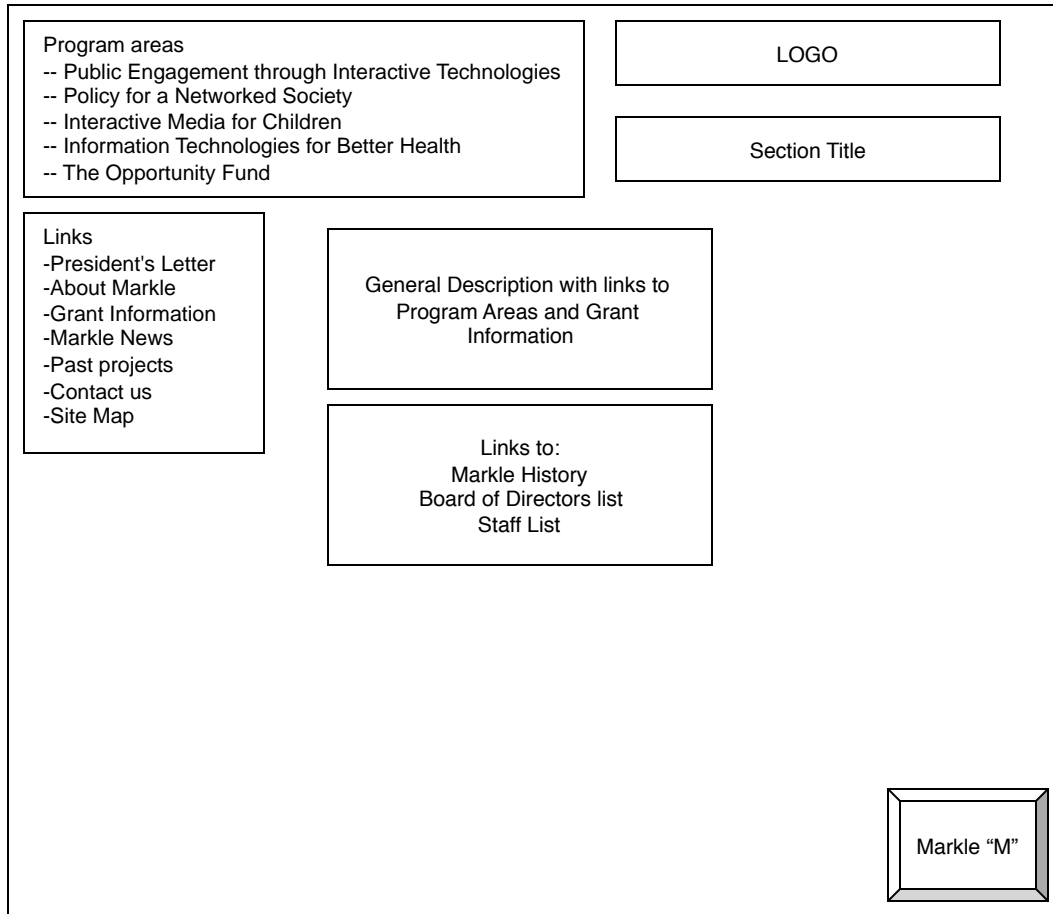 Program areas
-- Public Engagement through Interactive Technologies
-- Policy for a Networked Society
-- Interactive Media for Children
-- Information Technologies for Better Health
-- The Opportunity Fund
LOGO
Section Title
Links
-President's Letter
-About Markle
-Grant Information
-Markle News
-Past projects
-Contact us
-Site Map
General Description with links to
Program Areas and Grant
Information
Links to:
Markle History
Board of Directors list
Staff List
Markle “M”